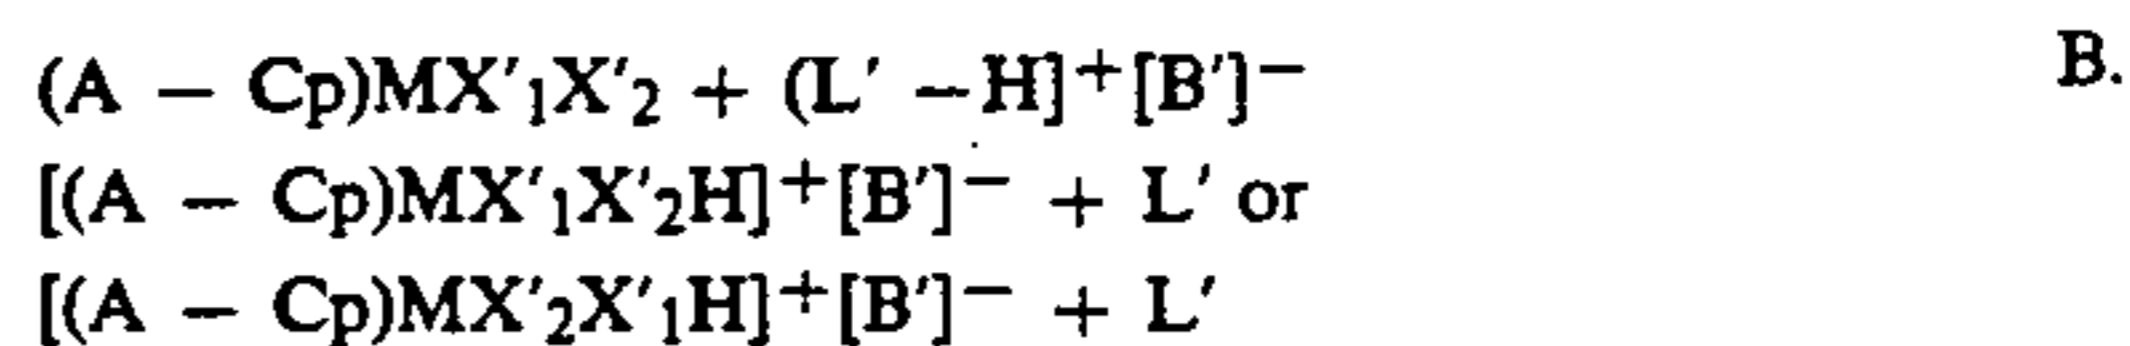 (A − Cp)MX′₁X′₂ + (L′ −H]⁺[B′]⁻ B.
[(A − Cp)MX′₁X′₂H]⁺[B′]⁻ + L′ or
[(A − Cp)MX′₂X′₁H]⁺[B′]⁻ + L′